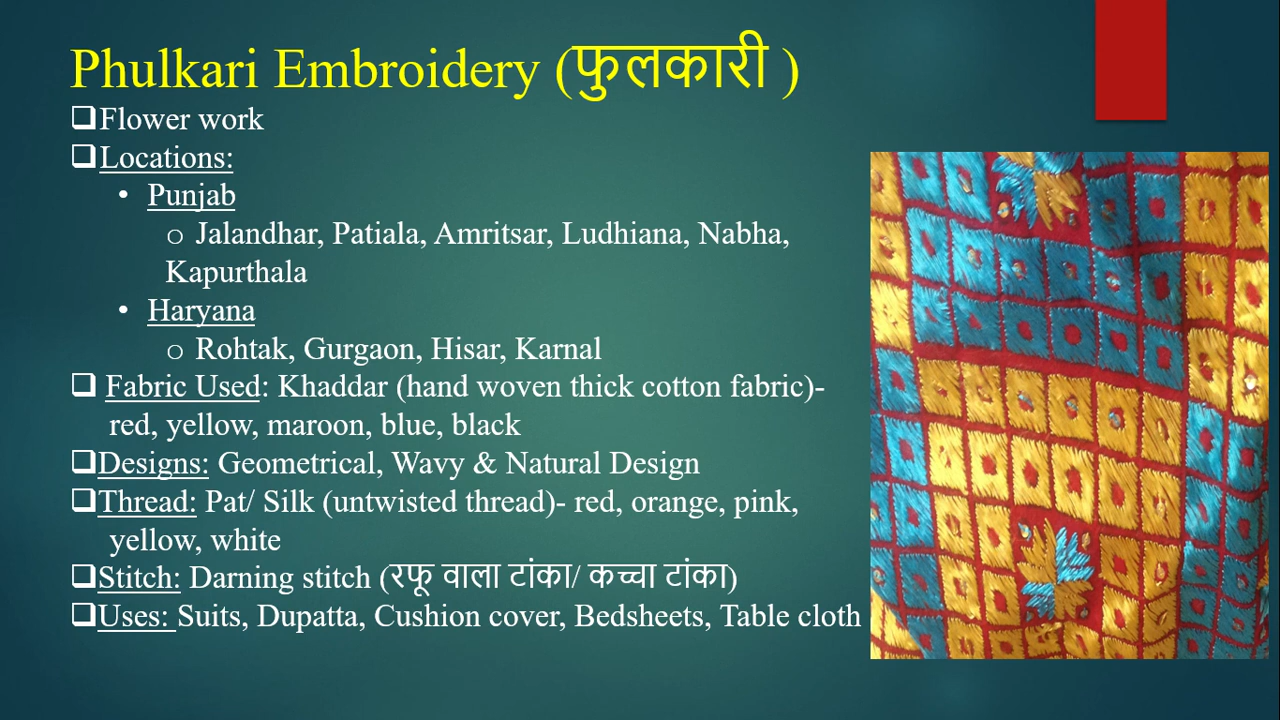 Phulkari Embroidery (फुलकारी )
❑Flower work
❑Locations:
• Punjab
o Jalandhar, Patiala, Amritsar, Ludhiana, Nabha,
Kapurthala
• Haryana
o Rohtak, Gurgaon, Hisar, Karnal
❑ Fabric Used: Khaddar (hand woven thick cotton fabric)-
red, yellow, maroon, blue, black
❑Designs: Geometrical, Wavy & Natural Design
❑Thread: Pat/ Silk (untwisted thread)- red, orange, pink,
yellow, white
❑Stitch: Darning stitch (रफू वाला टांका/ कच्चा टांका)
❑Uses: Suits, Dupatta, Cushion cover, Bedsheets, Table cloth